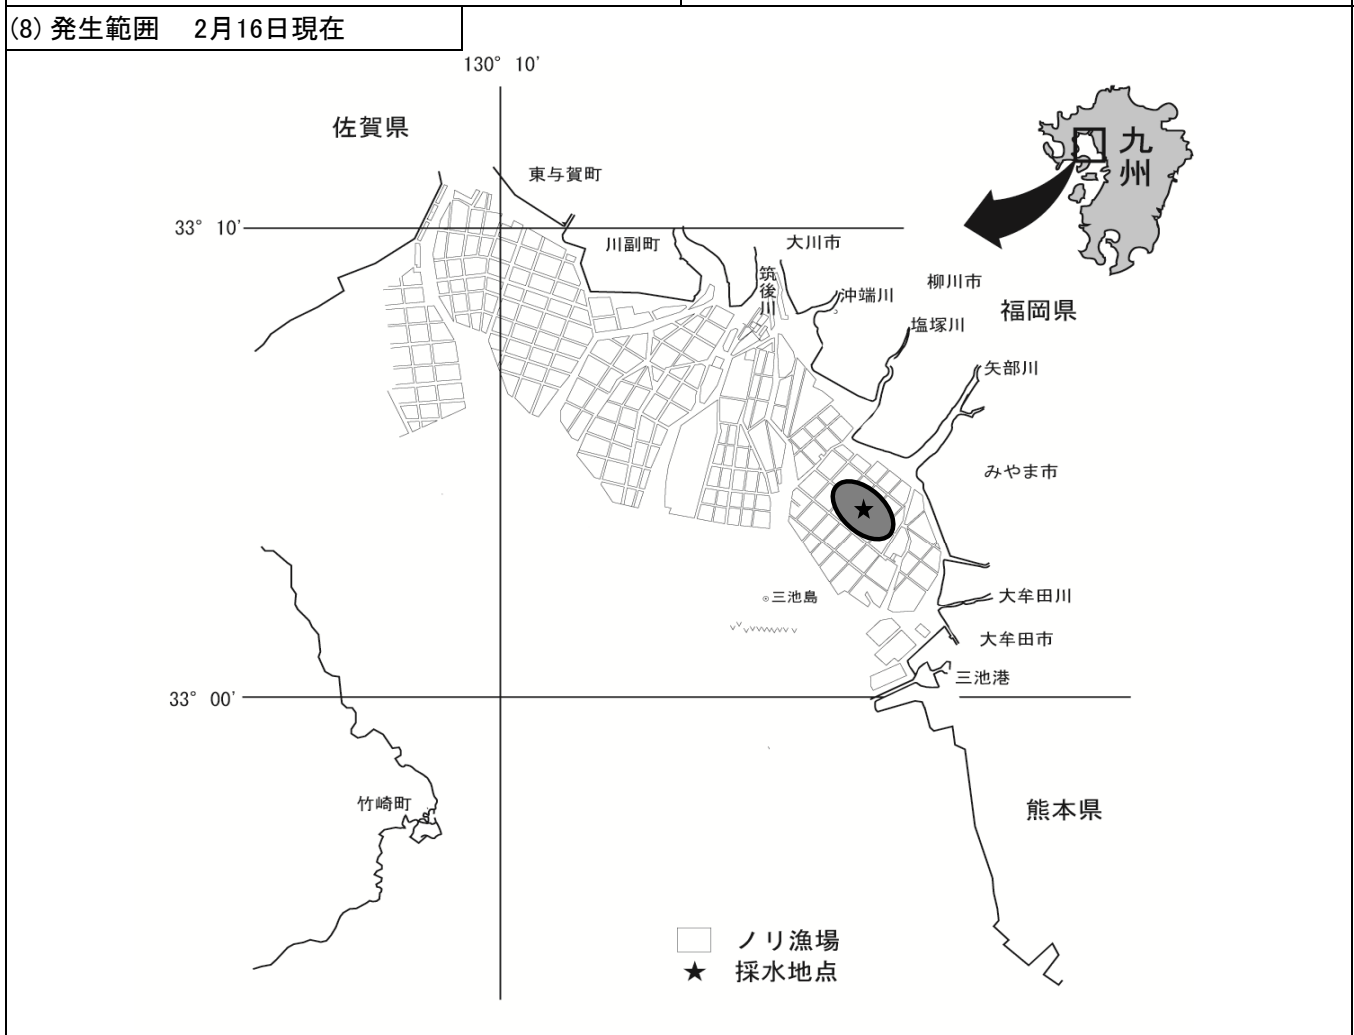 (8) 発生範囲　2月16日現在
130° 10'
佐賀県
九州
東与賀町
33° 10'
川副町
大川市
筑後川
沖端川
柳川市
福岡県
塩塚川
矢部川
みやま市
三池島
大牟田川
大牟田市
三池港
33° 00'
竹崎町
熊本県
ノリ漁場
★ 採水地点